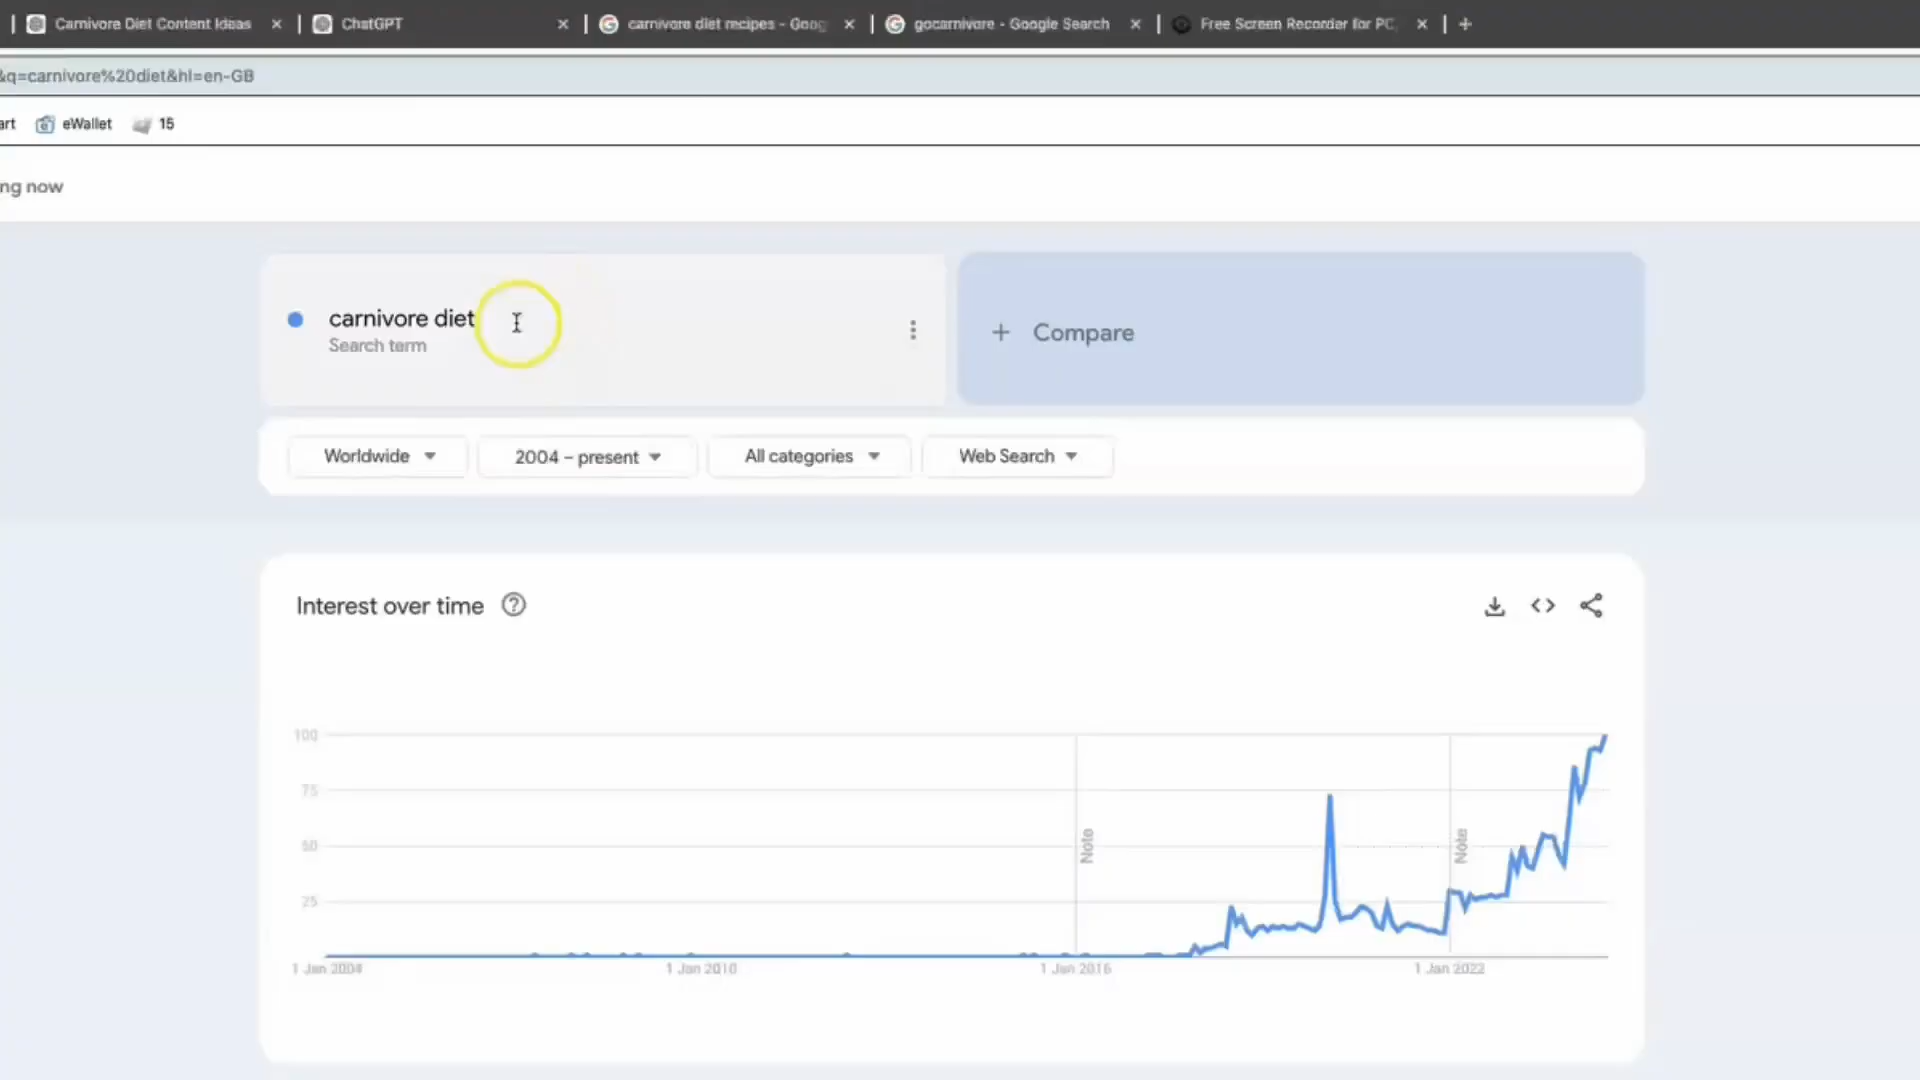 Carnivore Diet Content Ideas
ChatGPT
carnivore diet recipes - Goog
gocarnivore - Google Search
Free Screen Recorder for PC,
&q=carnivore%20diet&hl=en-GB
art
eWallet
15
ng now
carnivore diet
Search term
+ Compare
Worldwide
2004 – present
All categories
Web Search
Interest over time
100
75
50
25
Note
Note
1 Jan 2004
1 Jan 2010
1 Jan 2016
1 Jan 2022